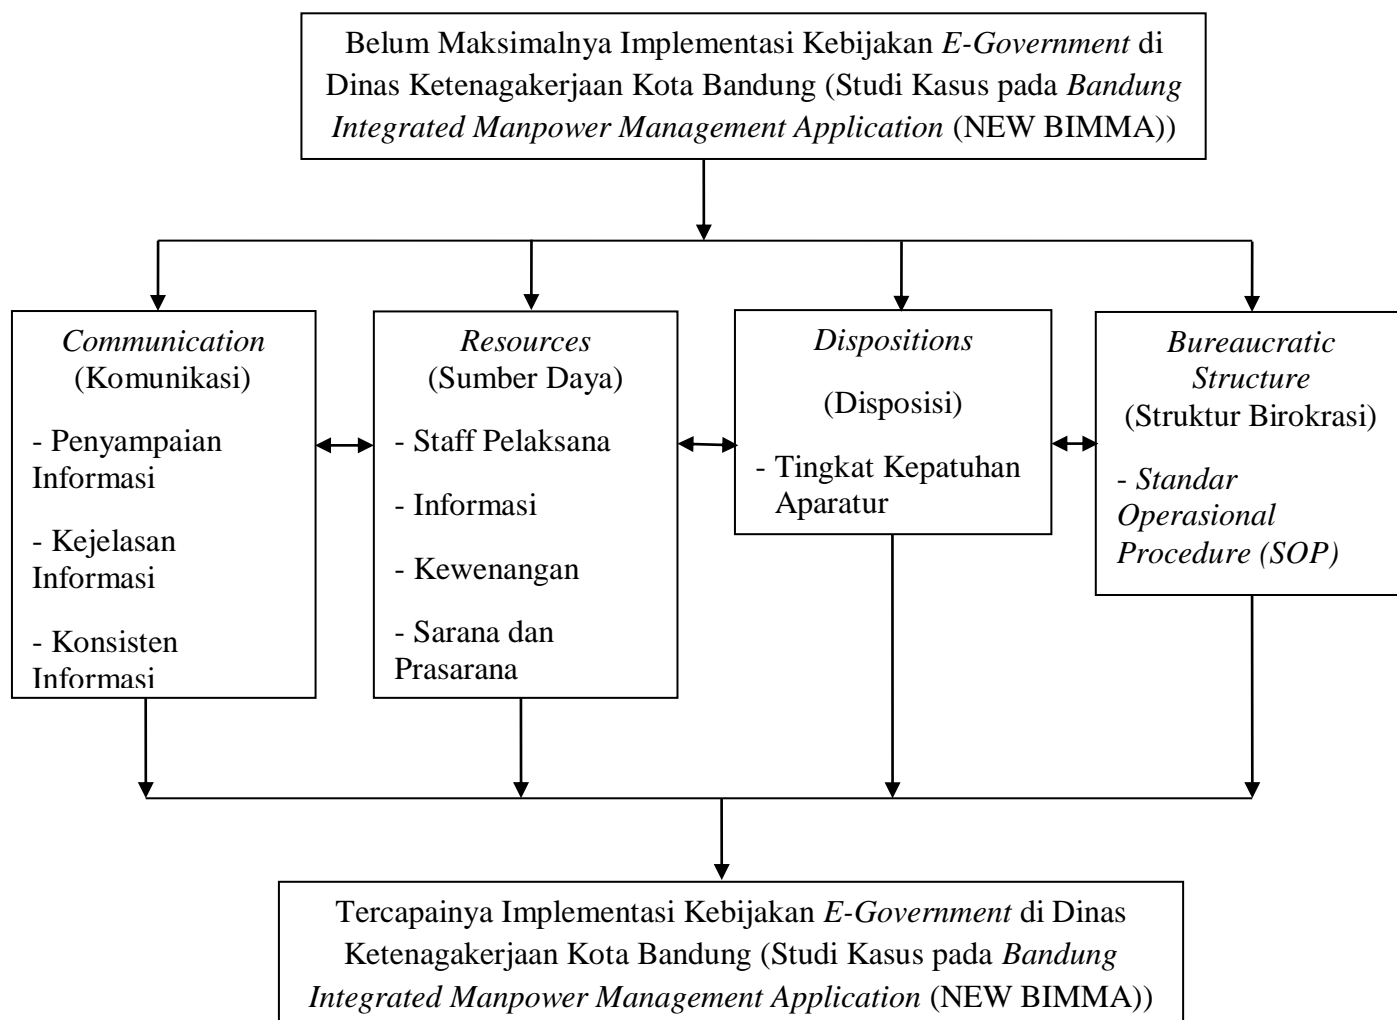 Belum Maksimalnya Implementasi Kebijakan E-Government di
Dinas Ketenagakerjaan Kota Bandung (Studi Kasus pada Bandung
Integrated Manpower Management Application (NEW BIMMA))
Communication
(Komunikasi)
- Penyampaian
Informasi
- Kejelasan
Informasi
- Konsisten
Informasi
Resources
(Sumber Daya)
- Staff Pelaksana
- Informasi
- Kewenangan
- Sarana dan
Prasarana
Dispositions
(Disposisi)
- Tingkat Kepatuhan
Aparatur
Bureaucratic
Structure
(Struktur Birokrasi)
- Standar
Operasional
Procedure (SOP)
Tercapainya Implementasi Kebijakan E-Government di Dinas
Ketenagakerjaan Kota Bandung (Studi Kasus pada Bandung
Integrated Manpower Management Application (NEW BIMMA))